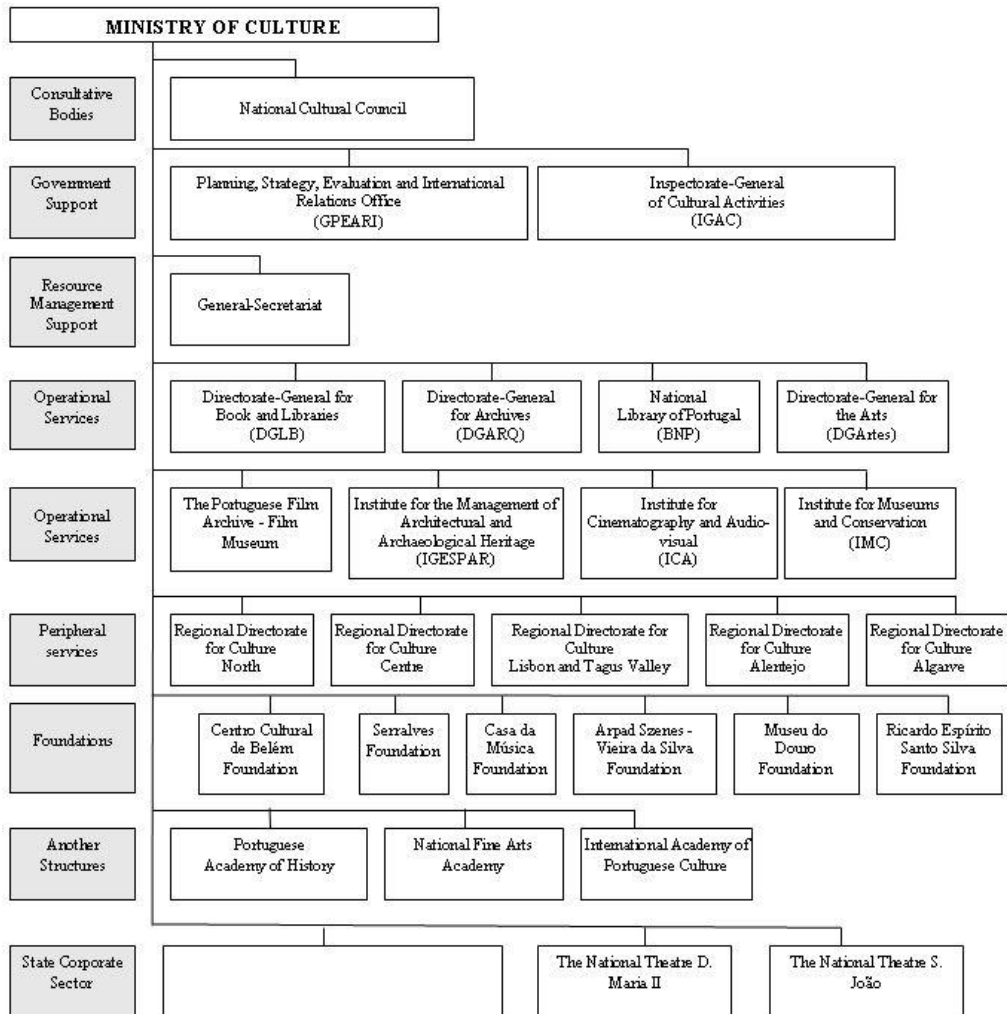 MINISTRY OF CULTURE
Consultative
Bodies
National Cultural Council
Government
Support
Planning, Strategy, Evaluation and International
Relations Office
(GPEARI)
Inspectorate-General
of Cultural Activities
(IGAC)
Resource
Management
Support
General-Secretariat
Operational
Services
Directorate-General for
Book and Libraries
(DGLB)
Directorate-General
for Archives
(DGARQ)
National
Library of Portugal
(BNP)
Directorate-General for
the Arts
(DGArtes)
Operational
Services
The Portuguese Film
Archive - Film
Museum
Institute for the Management of
Architectural and
Archaeological Heritage
(IGESPAR)
Institute for
Cinematography and Audio-
visual
(ICA)
Institute for Museums
and Conservation
(IMC)
Peripheral
services
Regional Directorate
for Culture
North
Regional Directorate
for Culture
Centre
Regional Directorate for
Culture
Lisbon and Tagus Valley
Regional Directorate
for Culture
Alentejo
Regional Directorate
for Culture
Algarve
Foundations
Centro Cultural
de Belém
Foundation
Serralves
Foundation
Casa da
Música
Foundation
Arpad Szenes -
Vieira da Silva
Foundation
Museu do
Douro
Foundation
Ricardo Espírito
Santo Silva
Foundation
Another
Structures
Portuguese
Academy of History
National Fine Arts
Academy
International Academy of
Portuguese Culture
State Corporate
Sector
The National Theatre D.
Maria II
The National Theatre S.
João